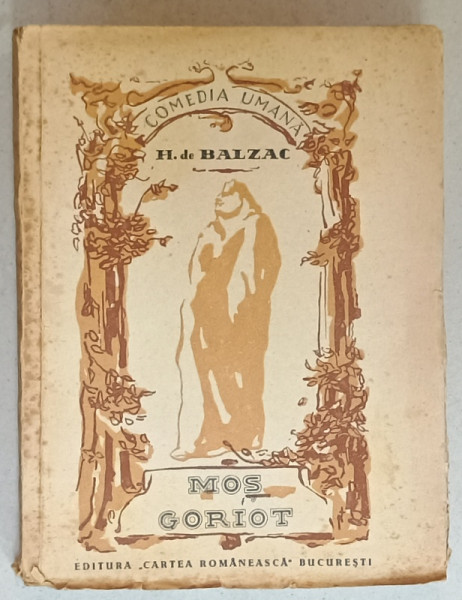 COMEDIA UMANĂ
H. de BALZAC
MOȘ
GORIOT
EDITURA „CARTEA ROMÂNEASCĂ" BUCUREȘTI